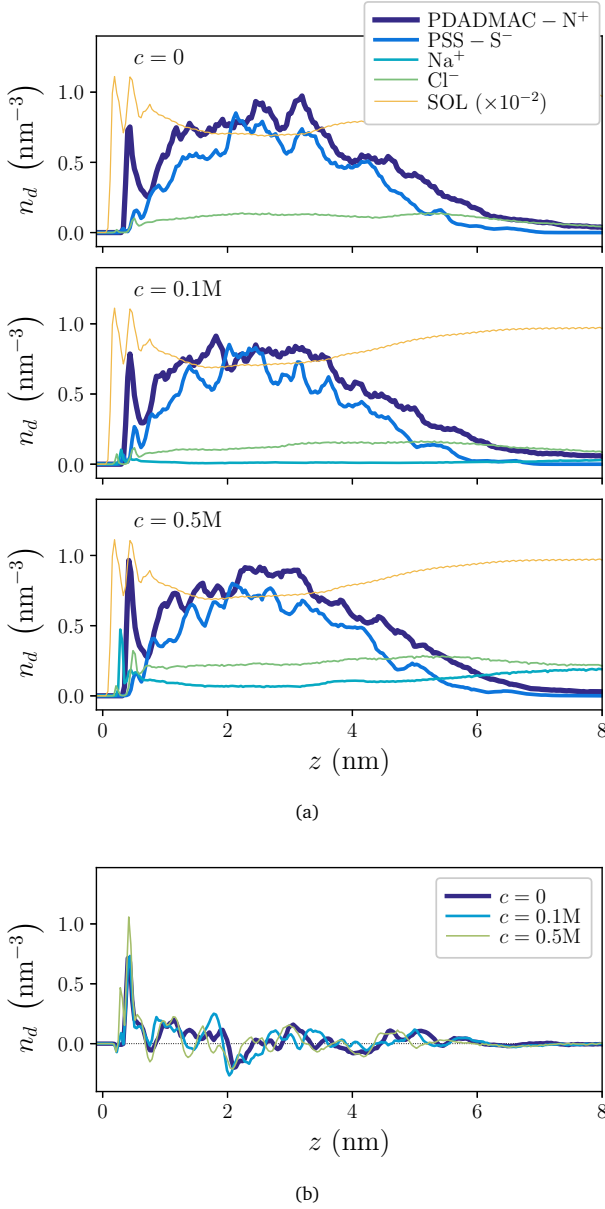 PDADMAC − N⁺
PSS − S⁻
Na⁺
Cl⁻
SOL (×10⁻²)
c = 0
1.0
0.5
0.0
n_d (nm⁻³)
c = 0.1M
1.0
0.5
0.0
n_d (nm⁻³)
c = 0.5M
1.0
0.5
0.0
n_d (nm⁻³)
0 2 4 6 8
z (nm)
(a)
c = 0
c = 0.1M
c = 0.5M
1.0
0.5
0.0
n_d (nm⁻³)
0 2 4 6 8
z (nm)
(b)